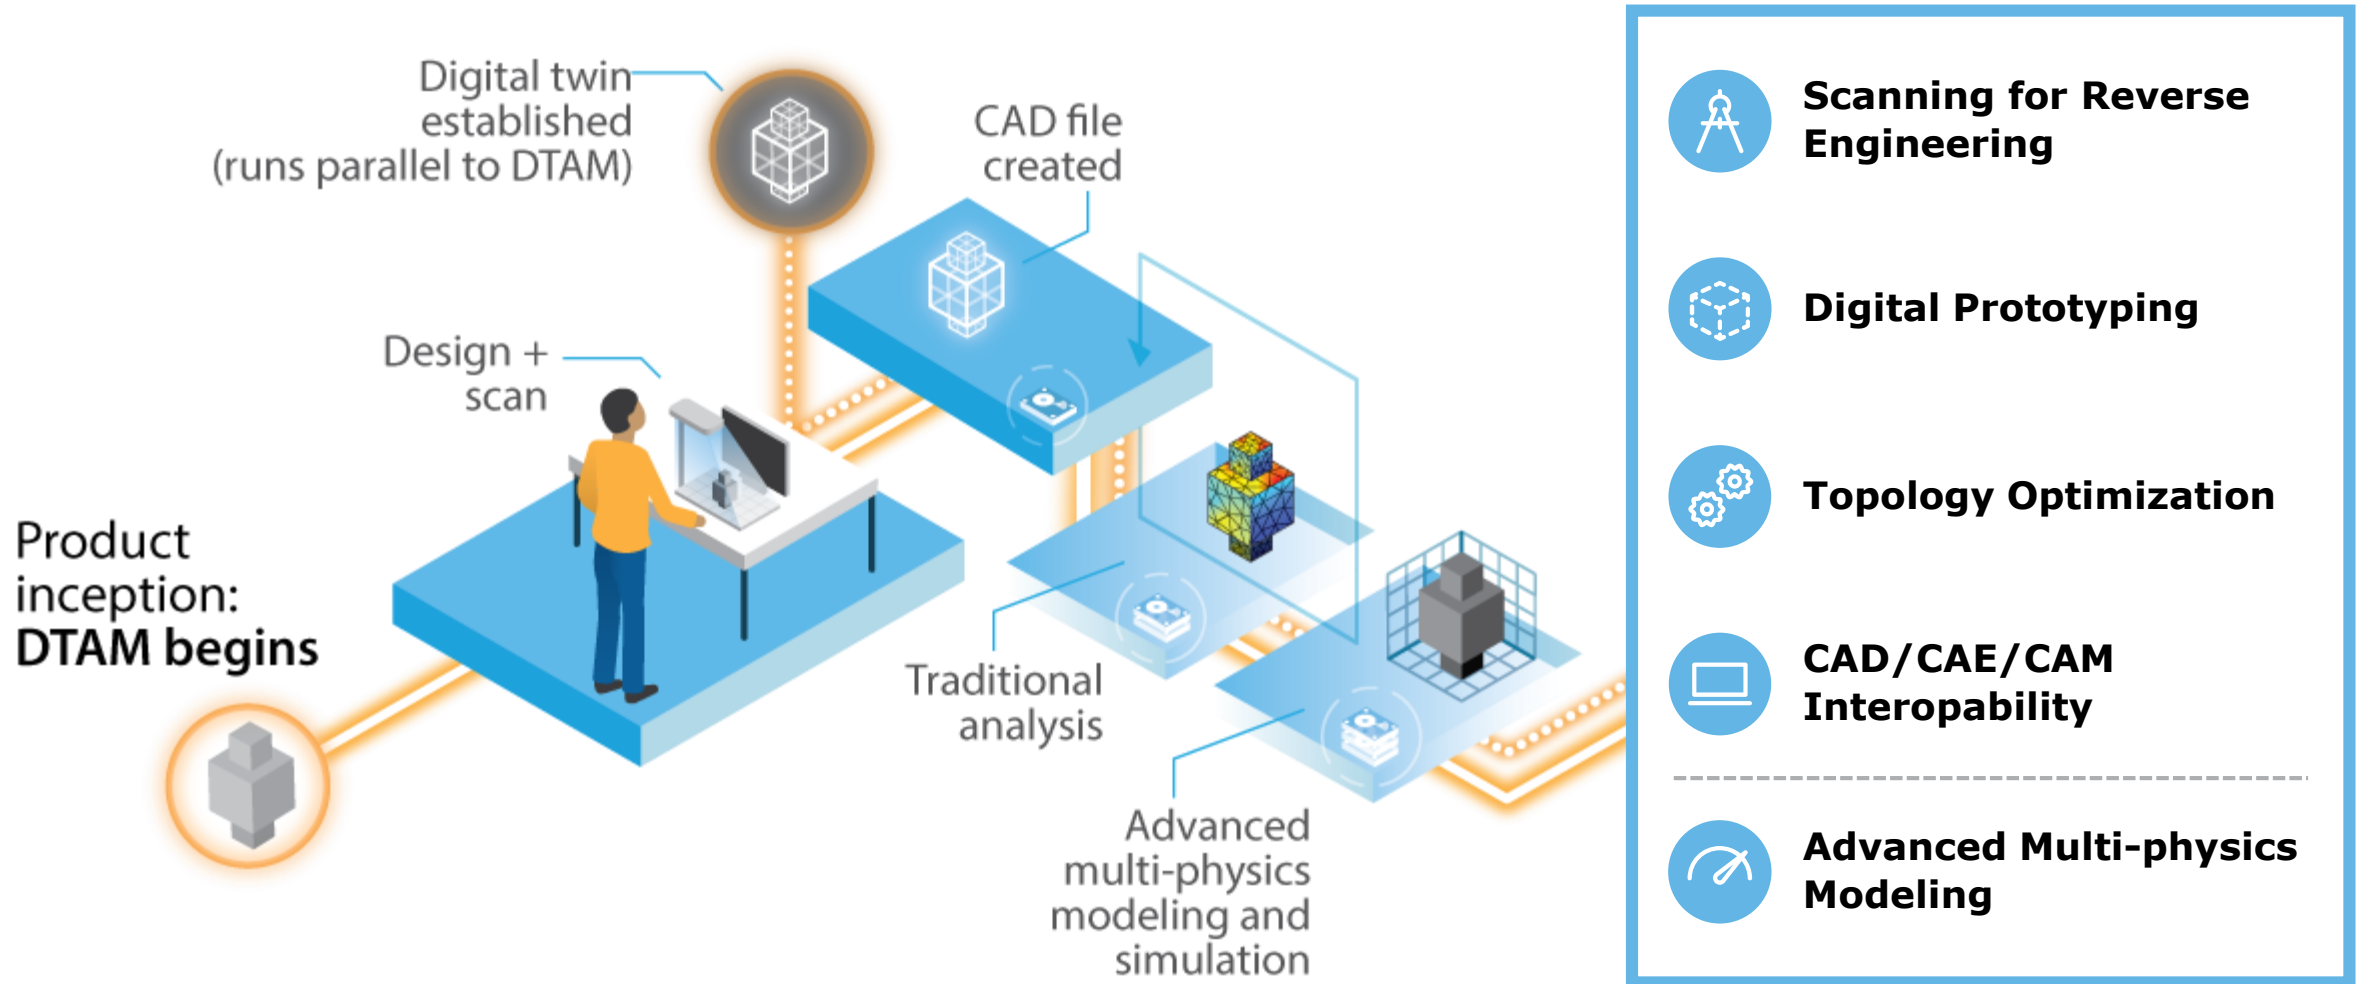 Digital twin
established
(runs parallel to DTAM)
CAD file
created
Design +
scan
Product
inception:
DTAM begins
Traditional
analysis
Advanced
multi-physics
modeling and
simulation
Scanning for Reverse
Engineering
Digital Prototyping
Topology Optimization
CAD/CAE/CAM
Interopability
Advanced Multi-physics
Modeling